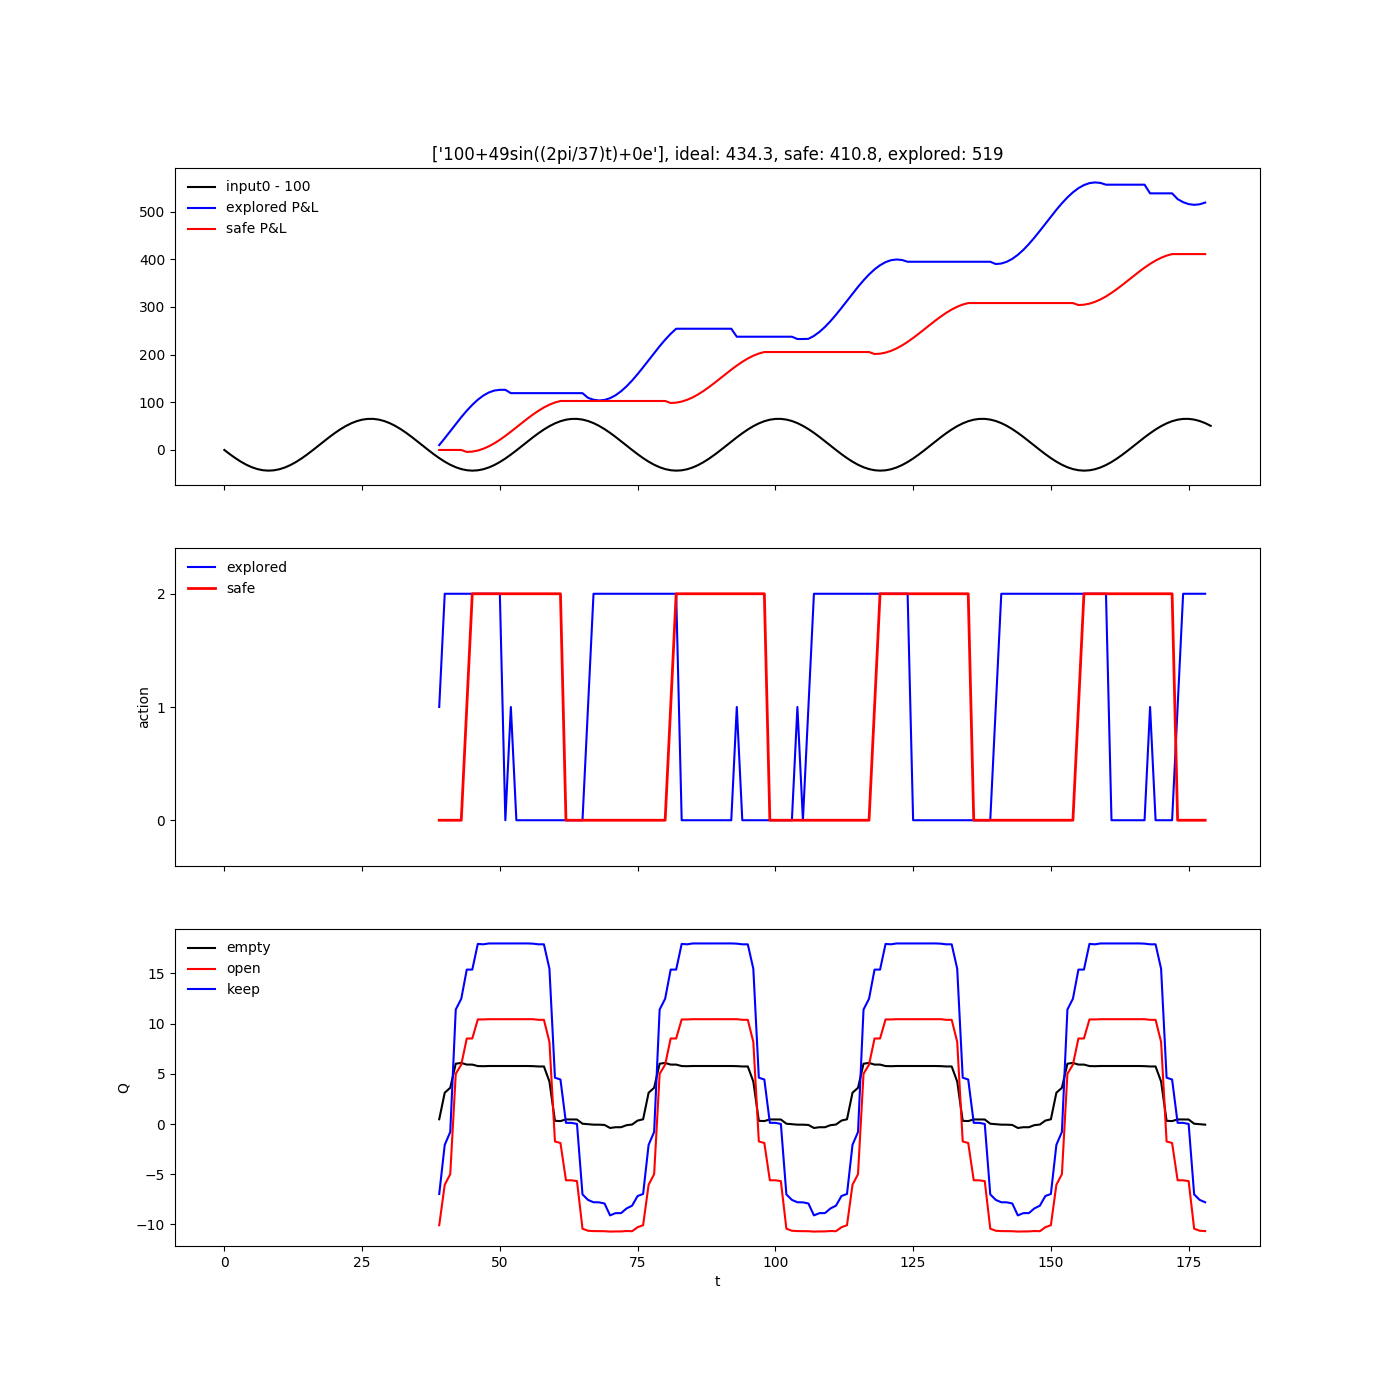 ['100+49sin((2pi/37)t)+0e'], ideal: 434.3, safe: 410.8, explored: 519
input0 - 100
explored P&L
safe P&L
500
400
300
200
100
0
explored
safe
2
1
0
action
empty
open
keep
15
10
5
0
−5
−10
Q
0 25 50 75 100 125 150 175
t